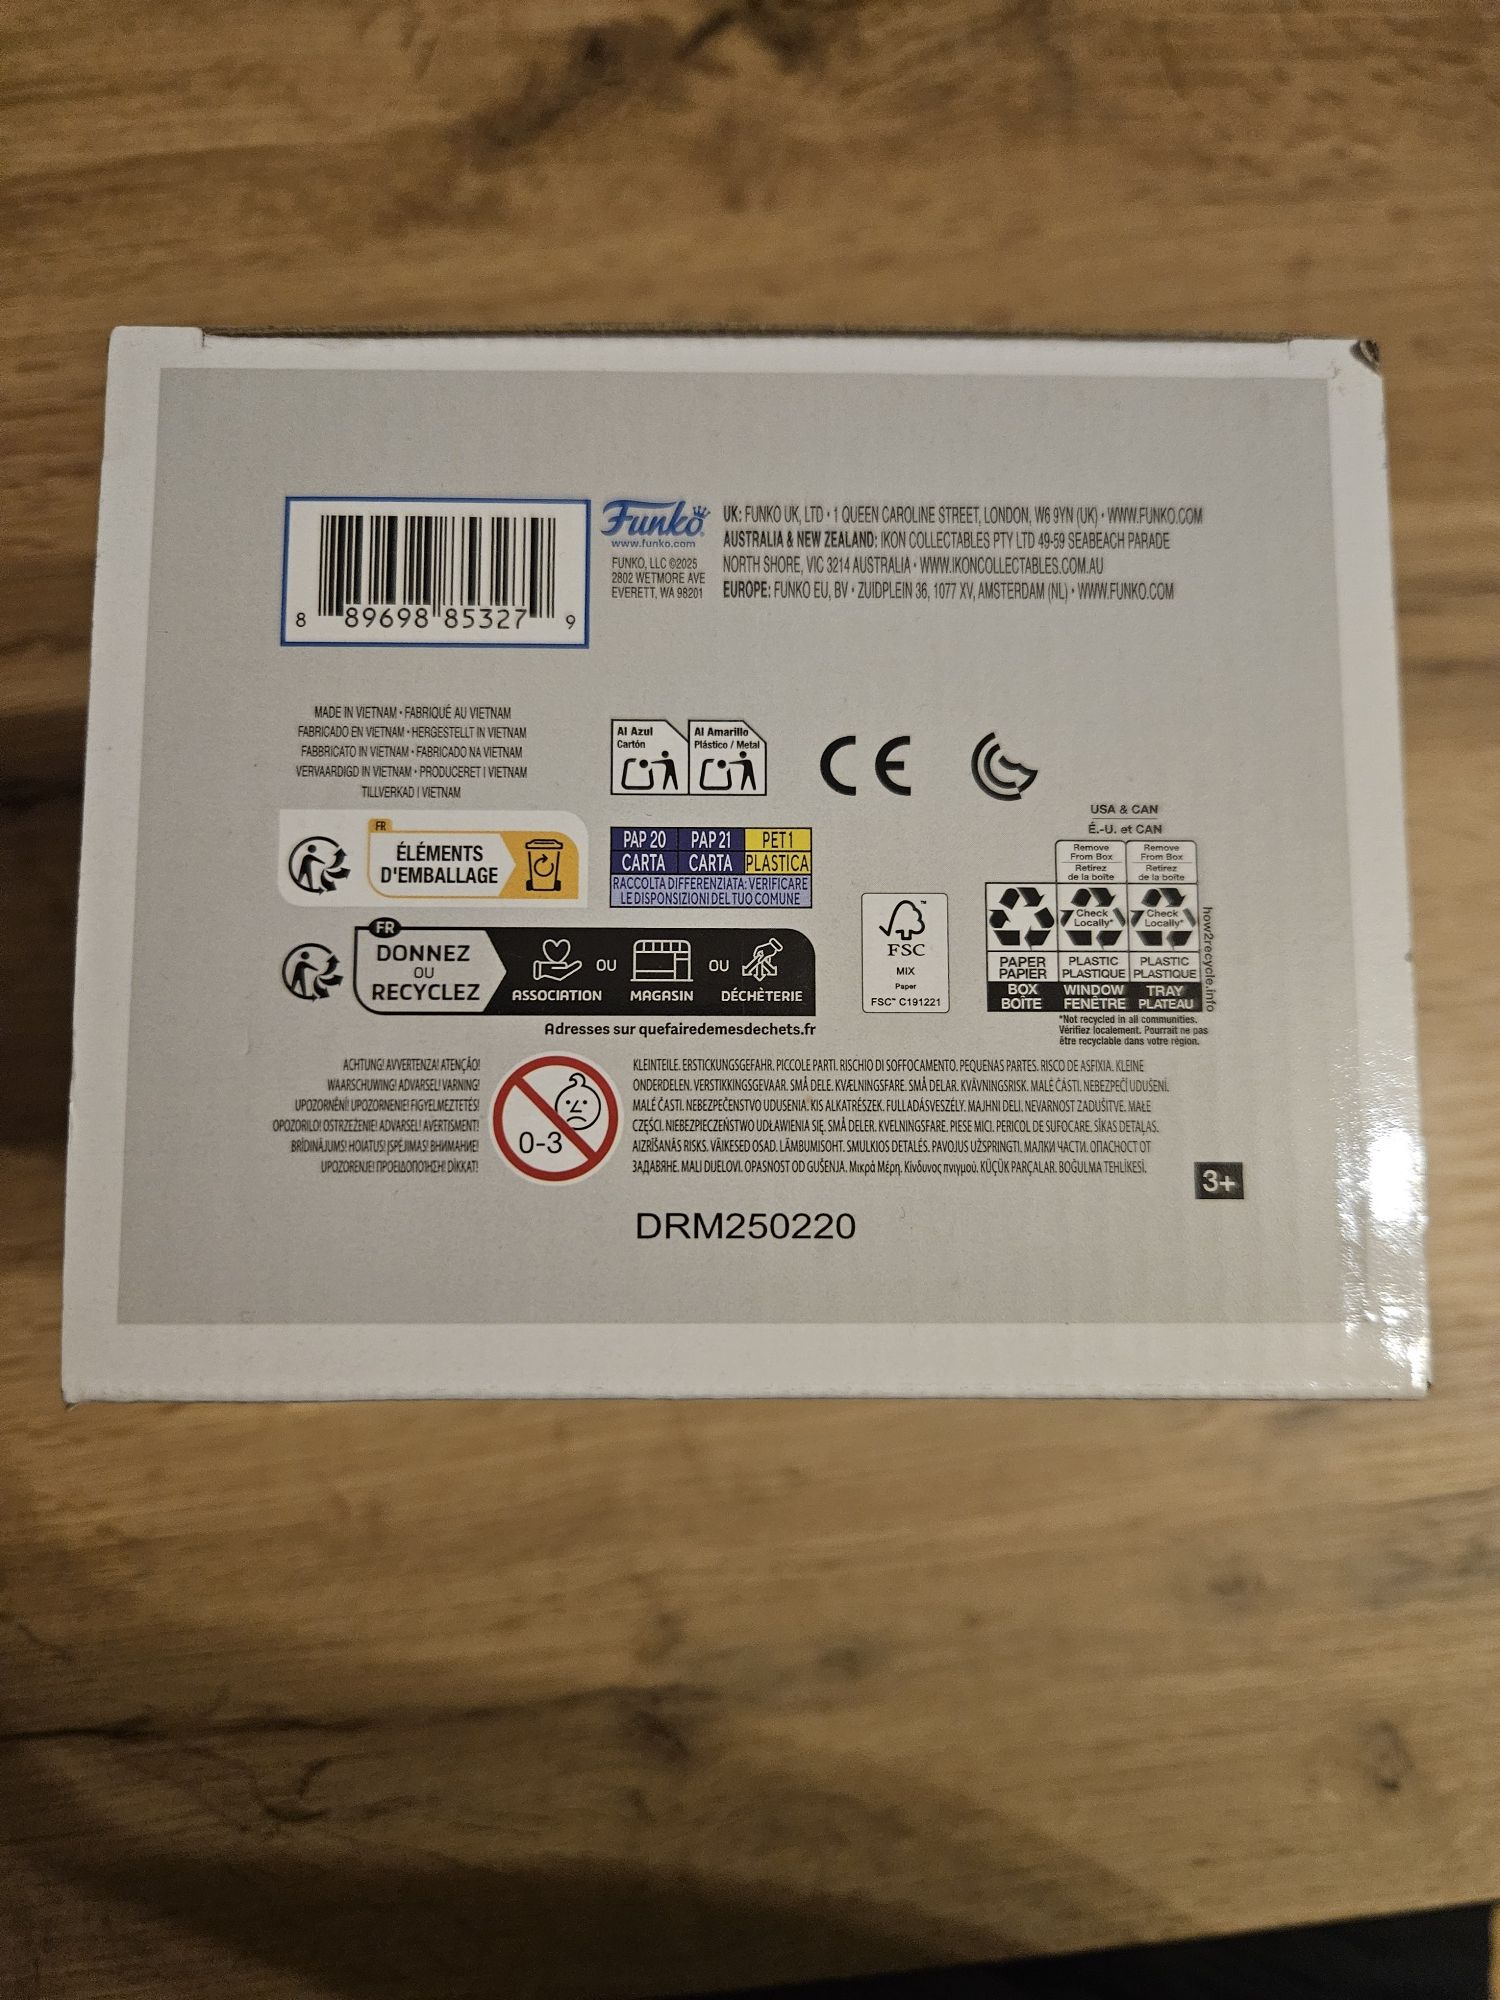 8 89698 85327 9
Funko
www.funko.com
FUNKO, LLC ©2025
2802 WETMORE AVE
EVERETT, WA 98201
UK: FUNKO UK, LTD • 1 QUEEN CAROLINE STREET, LONDON, W6 9YN (UK) • WWW.FUNKO.COM
AUSTRALIA & NEW ZEALAND: IKON COLLECTABLES PTY LTD 49-59 SEABEACH PARADE
NORTH SHORE, VIC 3214 AUSTRALIA • WWW.IKONCOLLECTABLES.COM.AU
EUROPE: FUNKO EU, BV • ZUIDPLEIN 36, 1077 XV, AMSTERDAM (NL) • WWW.FUNKO.COM
MADE IN VIETNAM • FABRIQUÉ AU VIETNAM
FABRICADO EN VIETNAM • HERGESTELLT IN VIETNAM
FABBRICATO IN VIETNAM • FABRICADO NA VIETNAM
VERVAARDIGD IN VIETNAM • PRODUCERET I VIETNAM
TILLVERKAD I VIETNAM
Al Azul
Cartón
Al Amarillo
Plástico / Metal
CE
FR
ÉLÉMENTS
D'EMBALLAGE
PAP 20 PAP 21 PET 1
CARTA CARTA PLASTICA
RACCOLTA DIFFERENZIATA: VERIFICARE
LE DISPOSIZIONI DEL TUO COMUNE
FR
DONNEZ
OU
RECYCLEZ
ASSOCIATION OU MAGASIN OU DÉCHÈTERIE
Adresses sur quefairedemesdechets.fr
FSC™
MIX
Paper
FSC™ C191221
USA & CAN
É.-U. et CAN
Remove
From Box
Retirez
de la boîte
Remove
From Box
Retirez
de la boîte
Check
Locally*
Check
Locally*
PAPER
PAPIER
BOX
BOÎTE
PLASTIC
PLASTIQUE
WINDOW
FENÊTRE
PLASTIC
PLASTIQUE
TRAY
PLATEAU
how2recycle.info
*Not recycled in all communities.
Vérifiez localement. Pourrait ne pas
être recyclable dans votre région.
ACHTUNG! AVVERTENZA! ATENÇÃO!
WAARSCHUWING! ADVARSEL! VARNING!
UPOZORNĚNÍ! UPOZORNENIE! FIGYELMEZTETÉS!
OPOZORILO! OSTRZEŻENIE! ADVARSEL! AVERTISMENT!
BRĪDINĀJUMS! HOIATUS! ĮSPĖJIMAS! ВНИМАНИЕ!
UPOZORENJE! ΠΡΟΕΙΔΟΠΟΙΗΣΗ! DİKKAT!
0-3
KLEINTEILE. ERSTICKUNGSGEFAHR. PICCOLE PARTI. RISCHIO DI SOFFOCAMENTO. PEQUENAS PARTES. RISCO DE ASFIXIA. KLEINE
ONDERDELEN. VERSTIKKINGSGEVAAR. SMÅ DELE. KVÆLNINGSFARE. SMÅ DELAR. KVÄVNINGSRISK. MALÉ ČÁSTI. NEBEZPEČÍ UDUŠENÍ.
MALÉ ČASTI. NEBEZPEČENSTVO UDUSENIA. KIS ALKATRÉSZEK. FULLADÁSVESZÉLY. MAJHNI DELI. NEVARNOST ZADUŠITVE. MAŁE
CZĘŚCI. NIEBEZPIECZEŃSTWO UDŁAWIENIA SIĘ. SMÅ DELER. KVELNINGSFARE. PIESE MICI. PERICOL DE SUFOCARE. SĪKAS DETAĻAS.
AIZRĪŠANĀS RISKS. VÄIKESED OSAD. LÄMBUMISOHT. SMULKIOS DETALĖS. PAVOJUS UŽSPRINGTI. МАЛКИ ЧАСТИ. ОПАСНОСТ ОТ
ЗАДАВЯНЕ. MALI DIJELOVI. OPASNOST OD GUŠENJA. Μικρά Μέρη. Κίνδυνος πνιγμού. KÜÇÜK PARÇALAR. BOĞULMA TEHLİKESİ.
3+
DRM250220